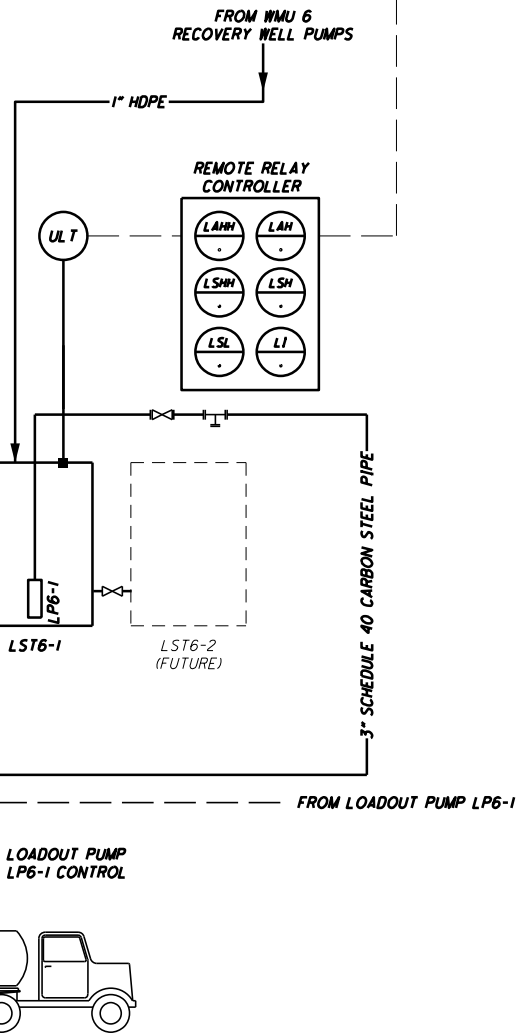 FROM WMU 6
RECOVERY WELL PUMPS
1" HDPE
REMOTE RELAY
CONTROLLER
ULT
LAHH
LAH
LSHH
LSH
LSL
LI
3" SCHEDULE 40 CARBON STEEL PIPE
LP6-1
LST6-1
LST6-2
(FUTURE)
FROM LOADOUT PUMP LP6-1
LOADOUT PUMP
LP6-1 CONTROL